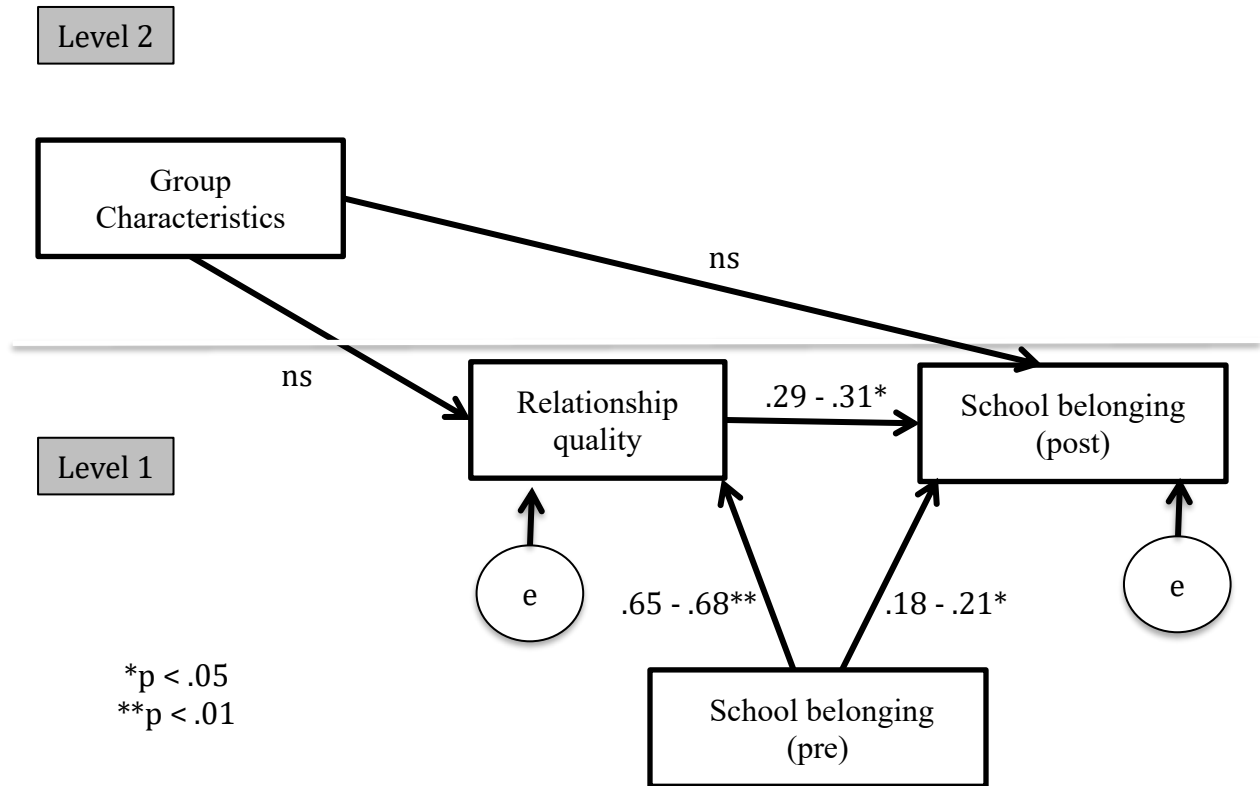 Level 2
Group
Characteristics
ns
ns
Relationship
quality
.29 - .31*
School belonging
(post)
Level 1
e
e
.65 - .68**
.18 - .21*
*p < .05
**p < .01
School belonging
(pre)